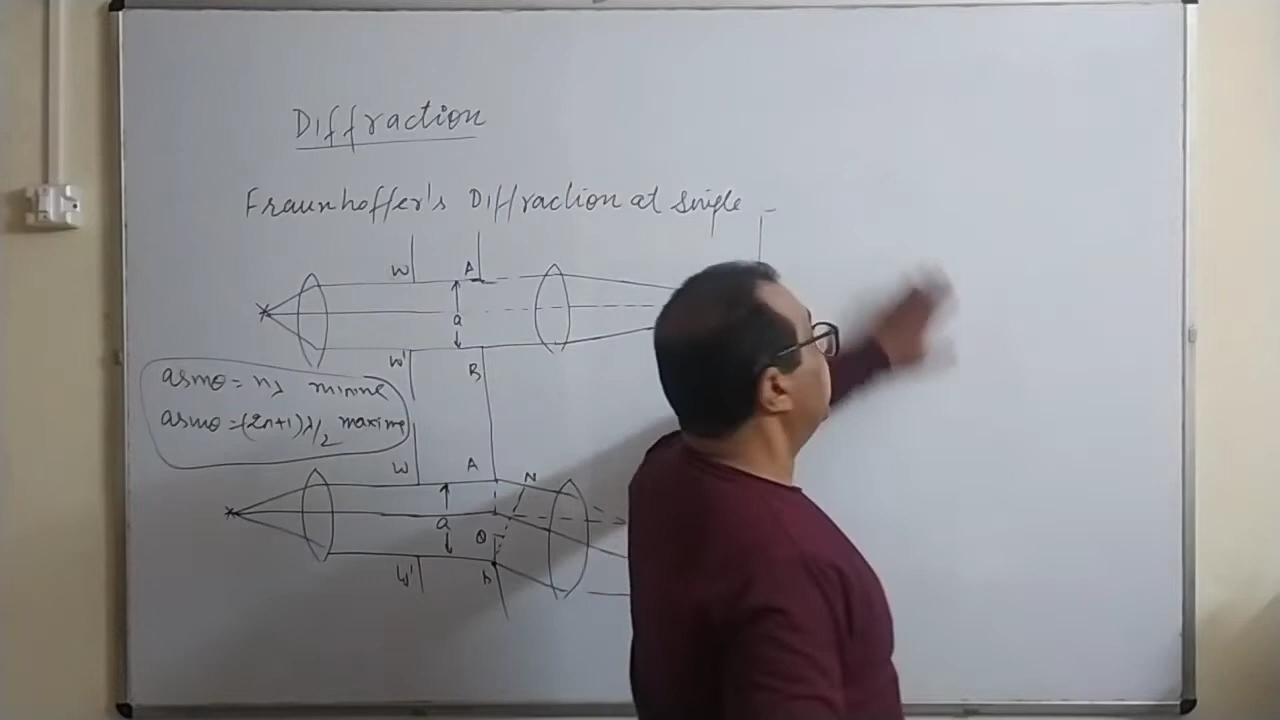 Diffraction
Fraunhoffer's Diffraction at single
W A
a
W' B
asinθ = nλ minima
asinθ = (2n+1)λ/2 maxima
W A N
a
θ
W' B